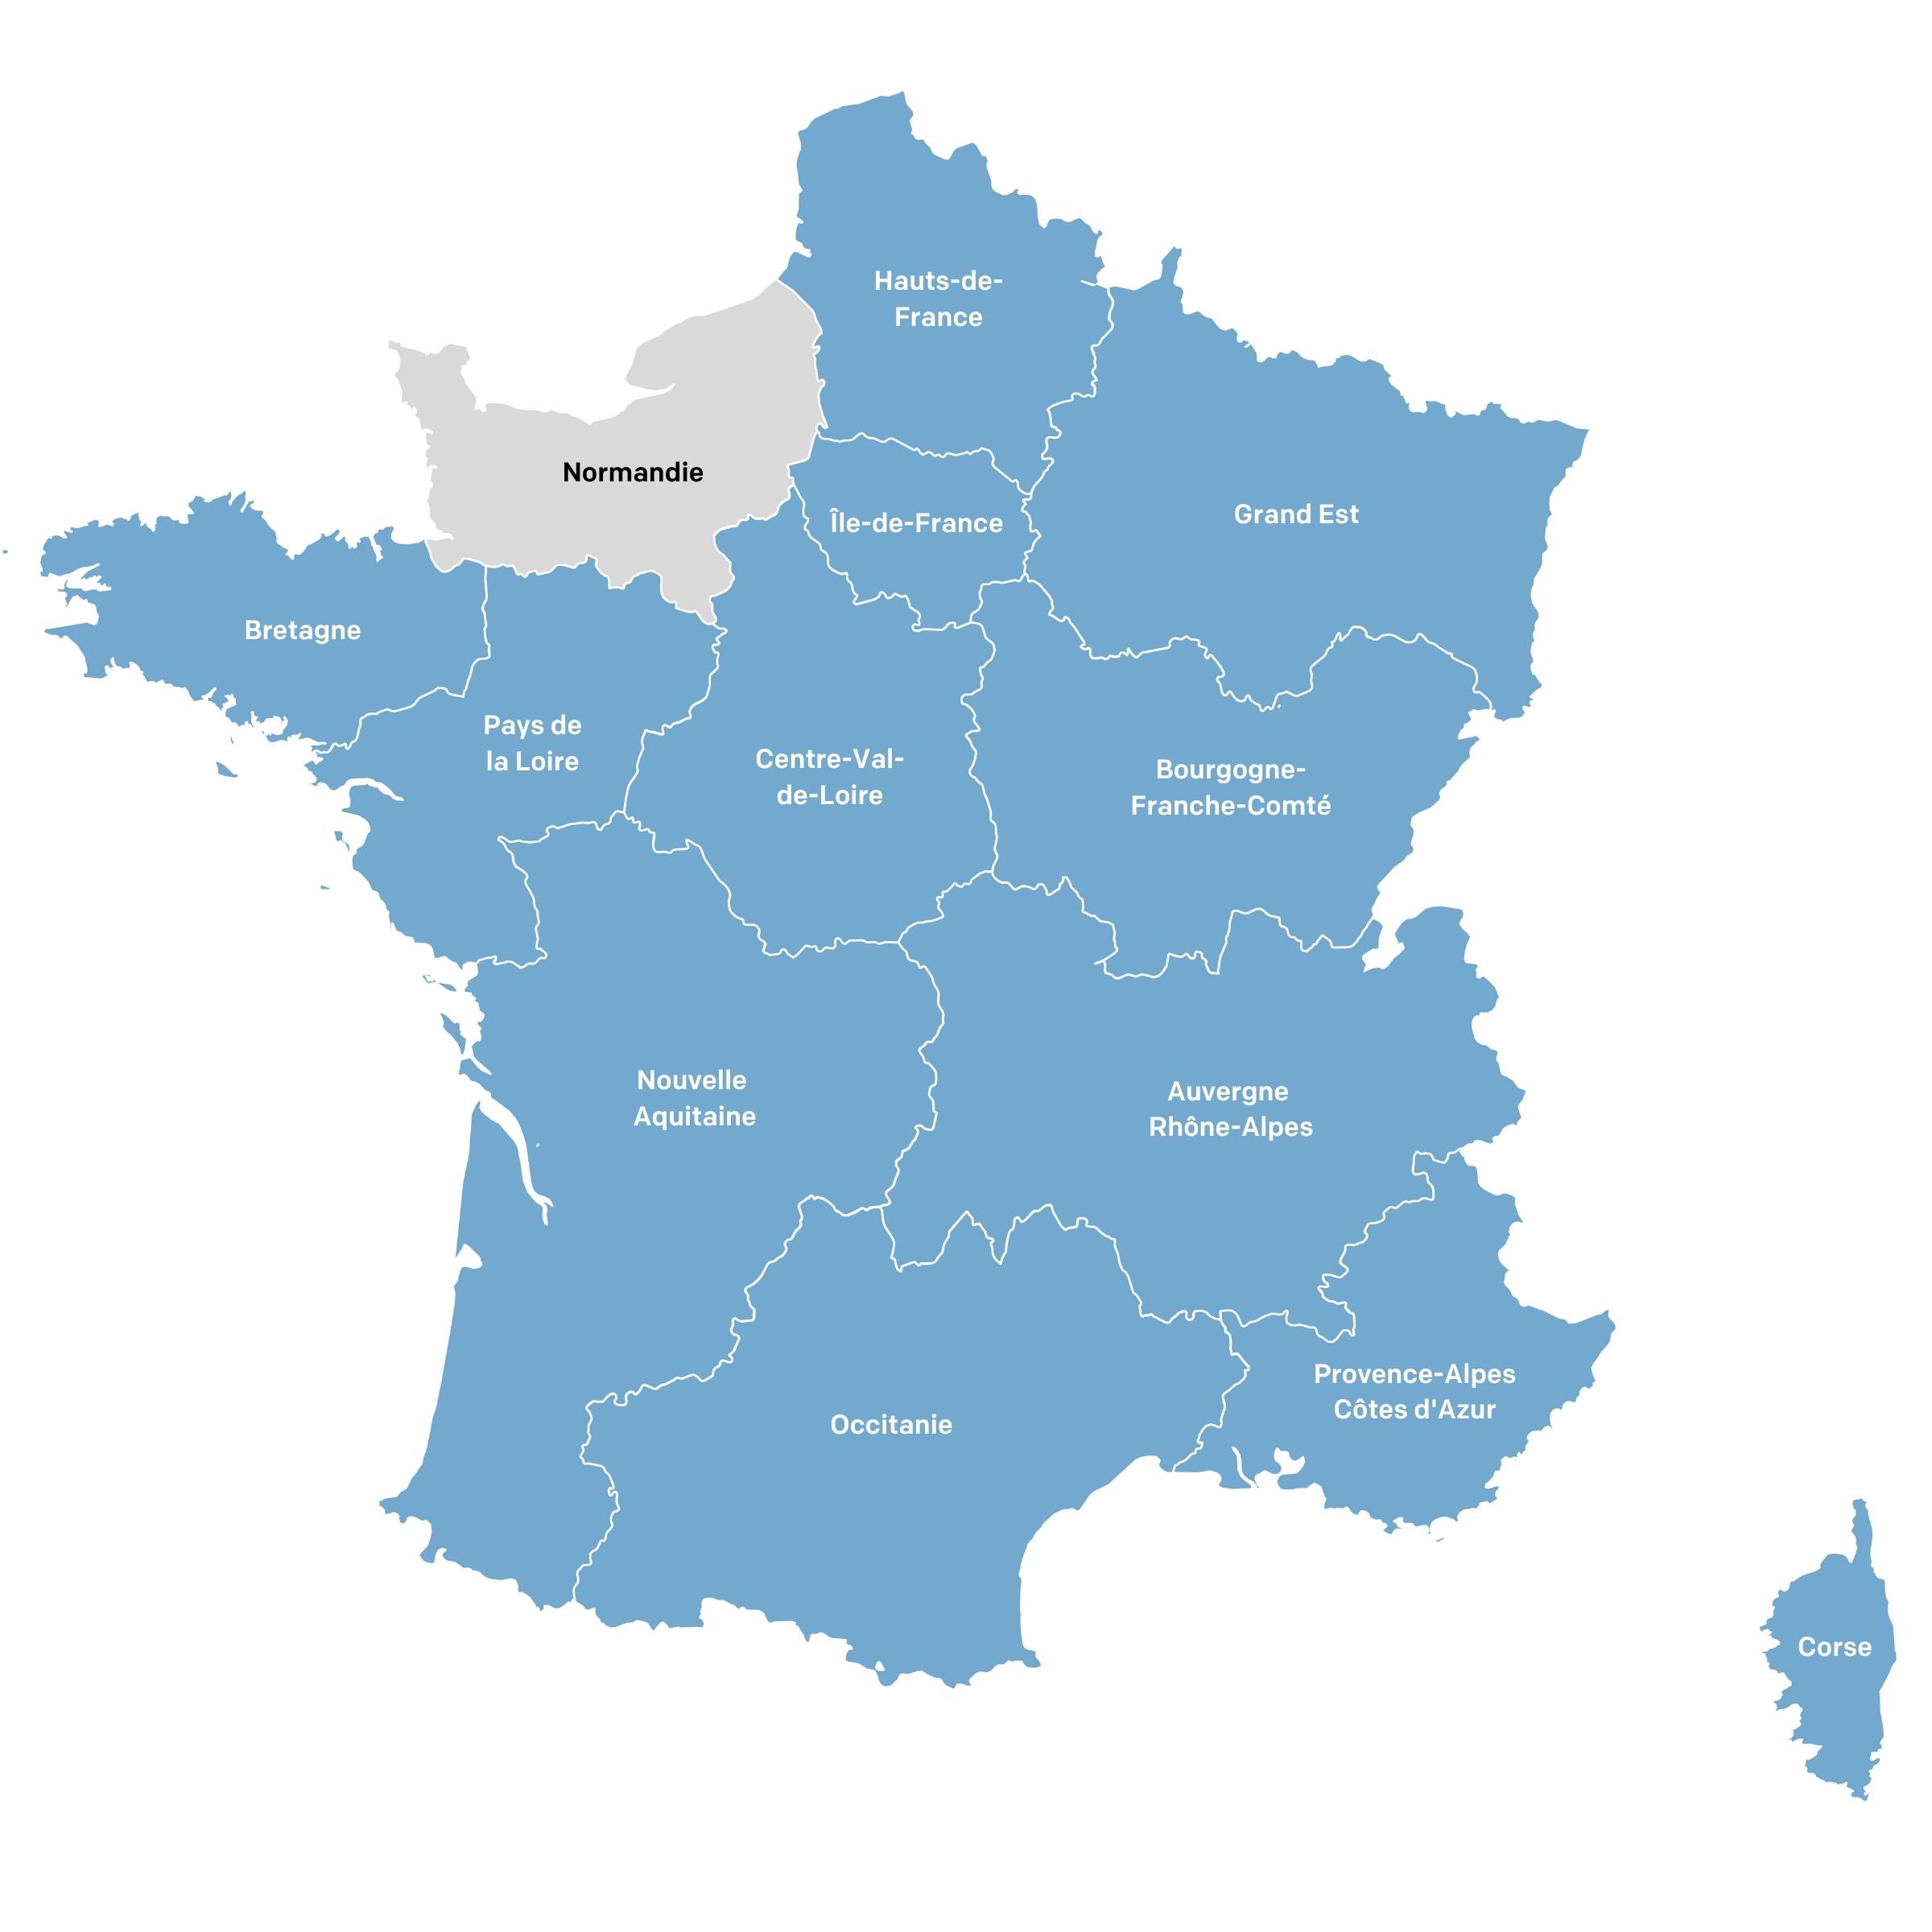 Hauts-de-
France
Normandie
Île-de-France
Grand Est
Bretagne
Pays de
la Loire
Centre-Val-
de-Loire
Bourgogne-
Franche-Comté
Nouvelle
Aquitaine
Auvergne
Rhône-Alpes
Provence-Alpes
Côtes d'Azur
Occitanie
Corse